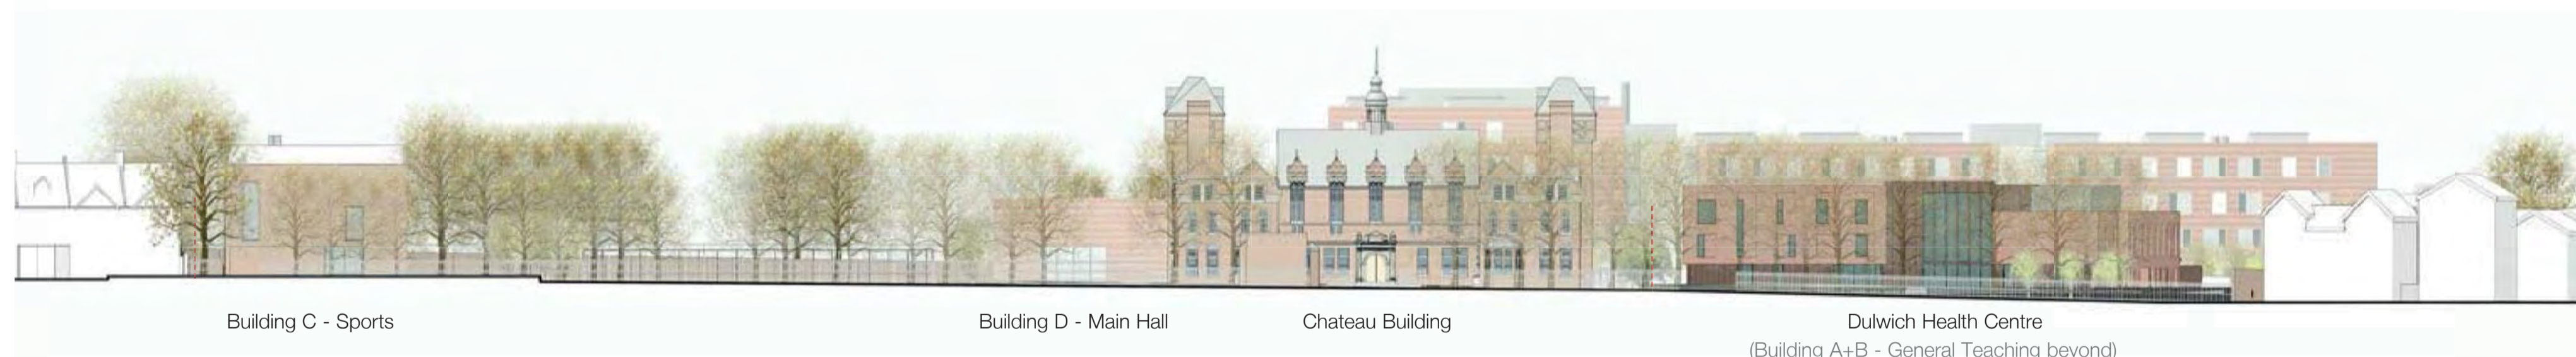 Building C - Sports
Building D - Main Hall
Chateau Building
Dulwich Health Centre
(Building A+B - General Teaching beyond)